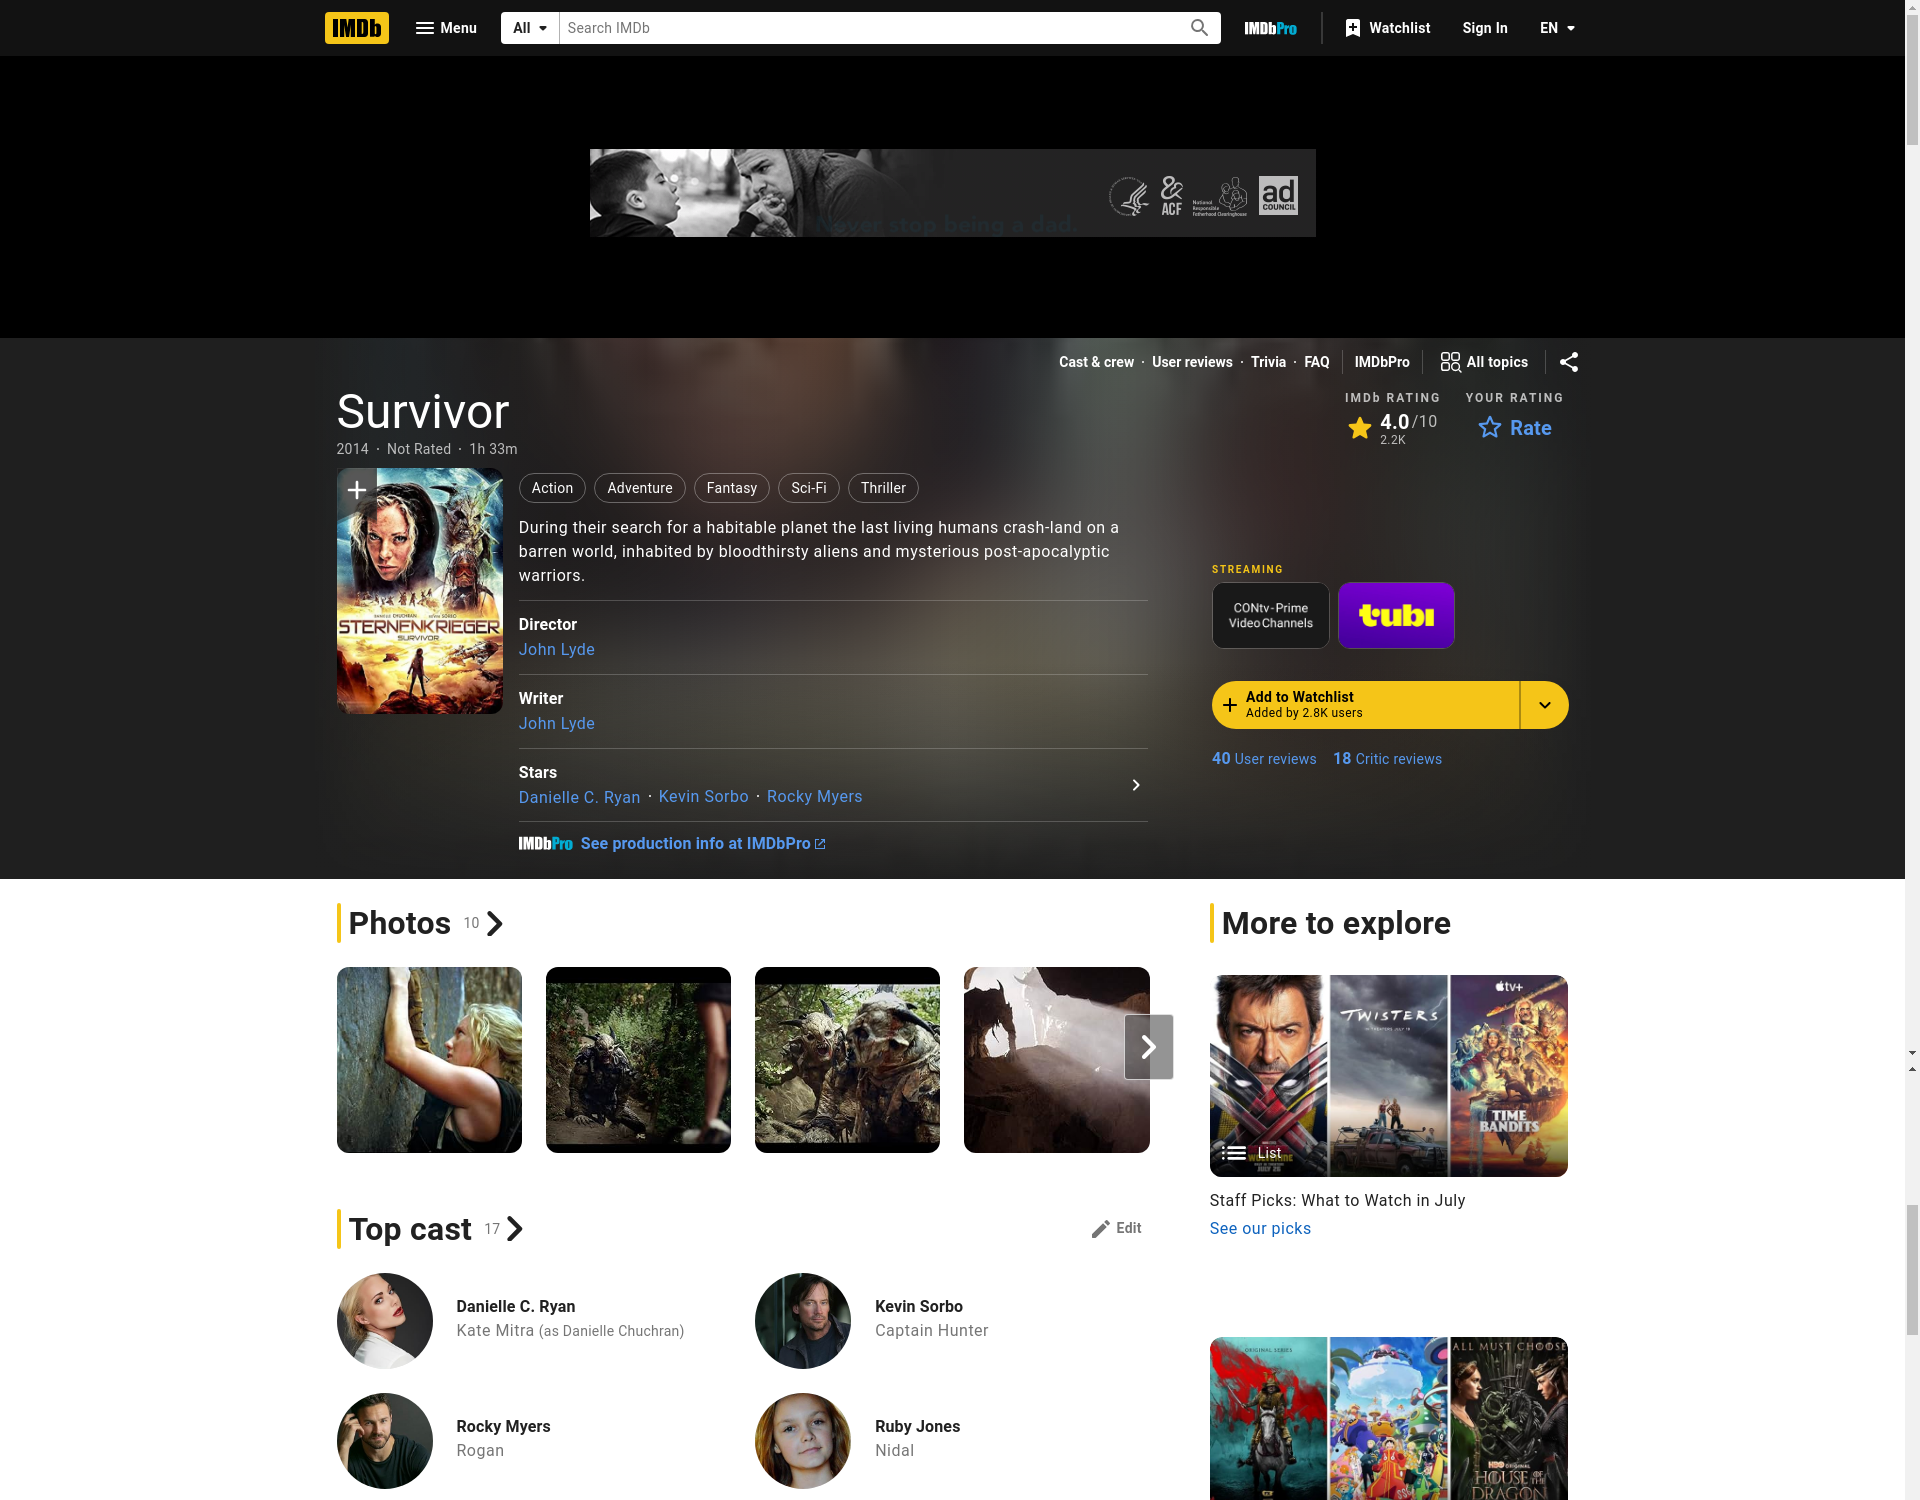 IMDb
Menu
All
Search IMDb
IMDbPro
Watchlist
Sign In
EN
Never stop being a dad.
&
ACF
National
Responsible
Fatherhood Clearinghouse
ad
COUNCIL
Cast & crew · User reviews · Trivia · FAQ
IMDbPro
All topics
Survivor
2014 · Not Rated · 1h 33m
IMDb RATING
4.0/10
2.2K
YOUR RATING
Rate
STERNENKRIEGER
SURVIVOR
Action
Adventure
Fantasy
Sci-Fi
Thriller
During their search for a habitable planet the last living humans crash-land on a
barren world, inhabited by bloodthirsty aliens and mysterious post-apocalyptic
warriors.
Director
John Lyde
Writer
John Lyde
Stars
Danielle C. Ryan · Kevin Sorbo · Rocky Myers
IMDbPro See production info at IMDbPro
STREAMING
CONtv - Prime
Video Channels
tubi
Add to Watchlist
Added by 2.8K users
40 User reviews
18 Critic reviews
Photos 10
Top cast 17
Edit
Danielle C. Ryan
Kate Mitra (as Danielle Chuchran)
Kevin Sorbo
Captain Hunter
Rocky Myers
Rogan
Ruby Jones
Nidal
More to explore
TWISTERS
tv+
TIME
BANDITS
WOLVERINE
JULY 26
List
Staff Picks: What to Watch in July
See our picks
ORIGINAL SERIES
ALL MUST CHOOSE
HBO ORIGINAL
HOUSE OF THE
DRAGON